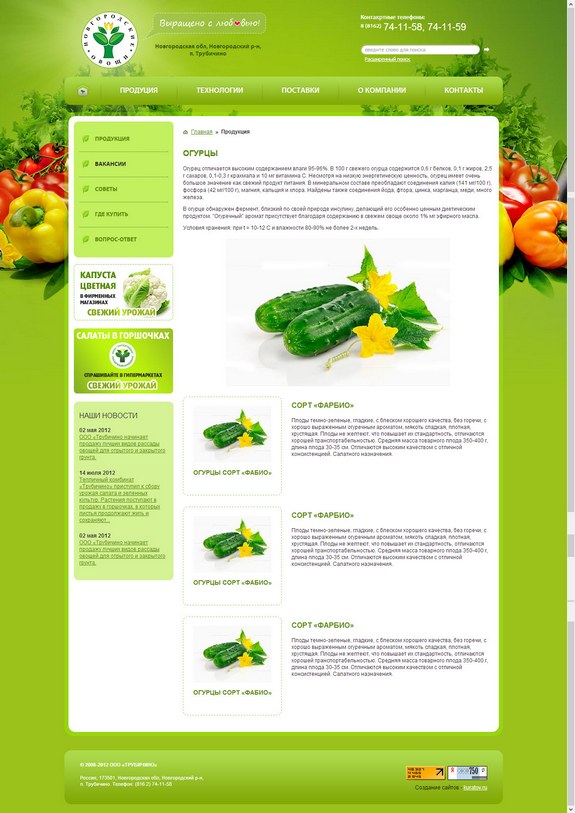 НОВГОРОДСКИЕ ОВОЩИ
Выращено с любовью!
Новгородская обл, Новгородский р-н,
п. Трубичино
Контактные телефоны:
8 (8162) 74-11-58, 74-11-59
введите слово для поиска
Расширенный поиск
ПРОДУЦИЯ
ТЕХНОЛОГИИ
ПОСТАВКИ
О КОМПАНИИ
КОНТАКТЫ
ПРОДУКЦИЯ
ВАКАНСИИ
СОВЕТЫ
ГДЕ КУПИТЬ
ВОПРОС-ОТВЕТ
КАПУСТА
ЦВЕТНАЯ
В ФИРМЕННЫХ
МАГАЗИНАХ
СВЕЖИЙ УРОЖАЙ
САЛАТЫ В ГОРШОЧКАХ
СПРАШИВАЙТЕ В ГИПЕРМАРКЕТАХ
СВЕЖИЙ УРОЖАЙ
НАШИ НОВОСТИ
02 мая 2012
ООО «Трубичино начинает
продажу лучших видов рассады
овощей для отрытого и закрытого
грунта.
14 июля 2012
Тепличный комбинат
«Трубичино» приступил к сбору
урожая салата и зеленных
культур. Растения поступают в
продажу в горшочках, в которых
листья продолжают жить и
сохраняют...
02 мая 2012
ООО «Трубичино начинает
продажу лучших видов рассады
овощей для отрытого и закрытого
грунта.
Главная » Продукция
ОГУРЦЫ
Огурец отличается высоким содержанием влаги 95-96%. В 100 г свежего огурца содержится 0,6 г белков, 0,1 г жиров, 2,5
г сахаров, 0,1-0,3 г крахмала и 10 мг витамина С. Несмотря на низкую энергетическую ценность, огурец имеет очень
большое значение как свежий продукт питания. В минеральном составе преобладают соединения калия (141 мг/100 г),
фосфора (42 мг/100 г), магния, кальция и хлора. Найдены также соединения йода, фтора, цинка, марганца, меди, много
железа.
В огурце обнаружен фермент, близкий по своей природе инсулину, делающий его особенно ценным диетическим
продуктом. "Огуречный" аромат присутствует благодаря содержанию в свежем овоще около 1% мг эфирного масла.
Условия хранения: при t = 10-12 С и влажности 80-90% не более 2-х недель.
ОГУРЦЫ СОРТ «ФАБИО»
СОРТ «ФАРБИО»
Плоды темно-зеленые, гладкие, с блеском хорошего качества, без горечи, с
хорошо выраженным огуречным ароматом, мякоть сладкая, плотная,
хрустящая. Плоды не желтеют, что повышает их стандартность, отличаются
хорошей транспортабельностью. Средняя масса товарного плода 350-400 г,
длина плода 30-35 см. Отличаются высоким качеством с отличной
консистенцией. Салатного назначения.
ОГУРЦЫ СОРТ «ФАБИО»
СОРТ «ФАРБИО»
Плоды темно-зеленые, гладкие, с блеском хорошего качества, без горечи, с
хорошо выраженным огуречным ароматом, мякоть сладкая, плотная,
хрустящая. Плоды не желтеют, что повышает их стандартность, отличаются
хорошей транспортабельностью. Средняя масса товарного плода 350-400 г,
длина плода 30-35 см. Отличаются высоким качеством с отличной
консистенцией. Салатного назначения.
ОГУРЦЫ СОРТ «ФАБИО»
СОРТ «ФАРБИО»
Плоды темно-зеленые, гладкие, с блеском хорошего качества, без горечи, с
хорошо выраженным огуречным ароматом, мякоть сладкая, плотная,
хрустящая. Плоды не желтеют, что повышает их стандартность, отличаются
хорошей транспортабельностью. Средняя масса товарного плода 350-400 г,
длина плода 30-35 см. Отличаются высоким качеством с отличной
консистенцией. Салатного назначения.
© 2008-2012 ООО «ТРУБИЧИНО»
Россия, 173501, Новгородская обл, Новгородский р-н,
п. Трубичино. Телефон: (816 2) 74-11-58
750
Создание сайтов -